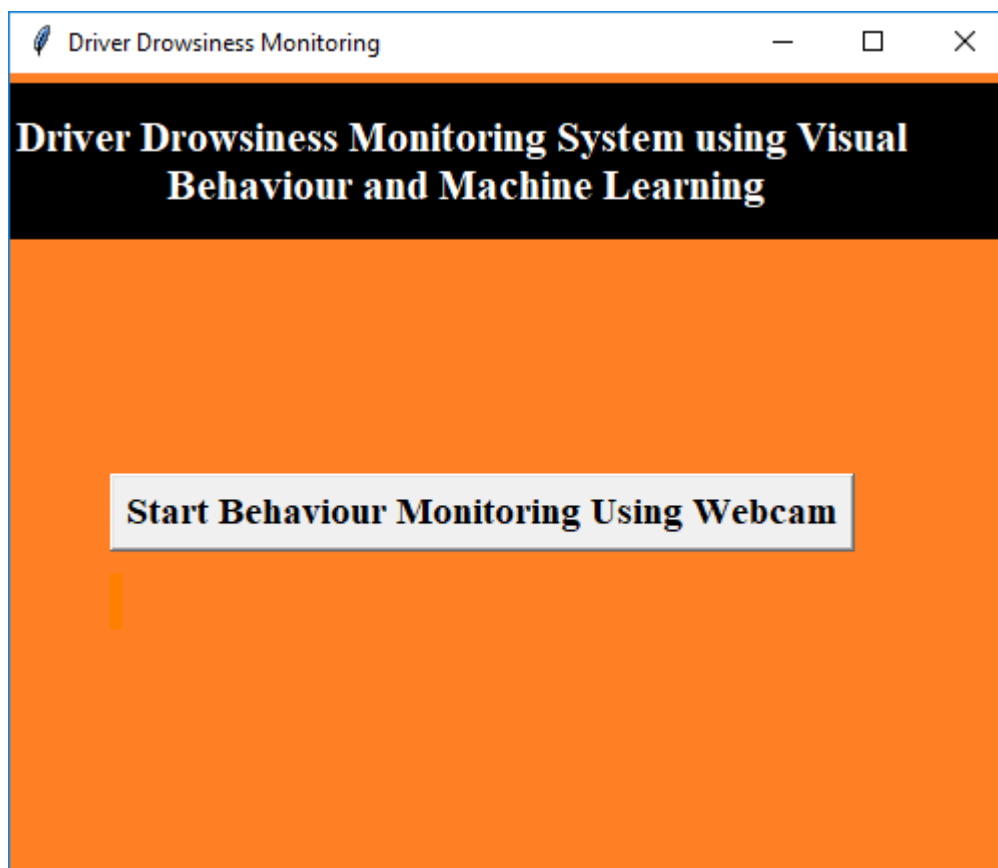 Driver Drowsiness Monitoring
Driver Drowsiness Monitoring System using Visual
Behaviour and Machine Learning
Start Behaviour Monitoring Using Webcam